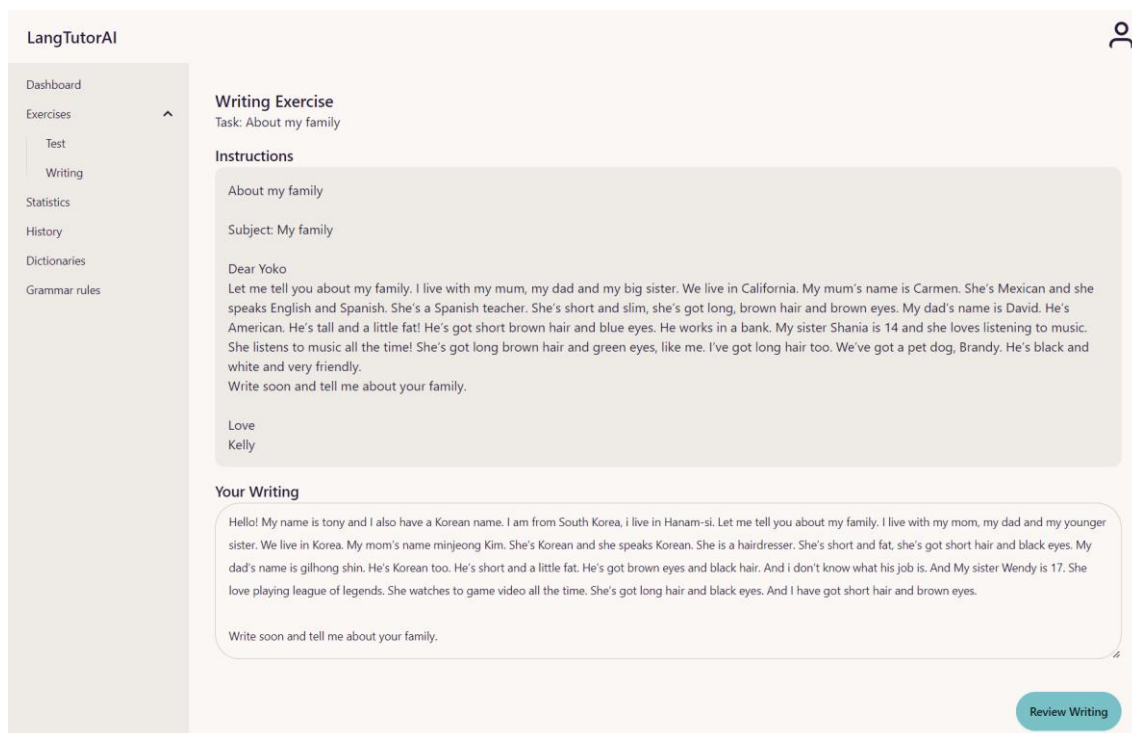 LangTutorAI
Dashboard
Exercises
Test
Writing
Statistics
History
Dictionaries
Grammar rules
Writing Exercise
Task: About my family
Instructions
About my family
Subject: My family
Dear Yoko
Let me tell you about my family. I live with my mum, my dad and my big sister. We live in California. My mum's name is Carmen. She's Mexican and she
speaks English and Spanish. She's a Spanish teacher. She's short and slim, she's got long, brown hair and brown eyes. My dad's name is David. He's
American. He's tall and a little fat! He's got short brown hair and blue eyes. He works in a bank. My sister Shania is 14 and she loves listening to music.
She listens to music all the time! She's got long brown hair and green eyes, like me. I've got long hair too. We've got a pet dog, Brandy. He's black and
white and very friendly.
Write soon and tell me about your family.
Love
Kelly
Your Writing
Hello! My name is tony and I also have a Korean name. I am from South Korea, i live in Hanam-si. Let me tell you about my family. I live with my mom, my dad and my younger
sister. We live in Korea. My mom's name minjeong Kim. She's Korean and she speaks Korean. She is a hairdresser. She's short and fat, she's got short hair and black eyes. My
dad's name is gilhong shin. He's Korean too. He's short and a little fat. He's got brown eyes and black hair. And i don't know what his job is. And My sister Wendy is 17. She
love playing league of legends. She watches to game video all the time. She's got long hair and black eyes. And I have got short hair and brown eyes.
Write soon and tell me about your family.
Review Writing